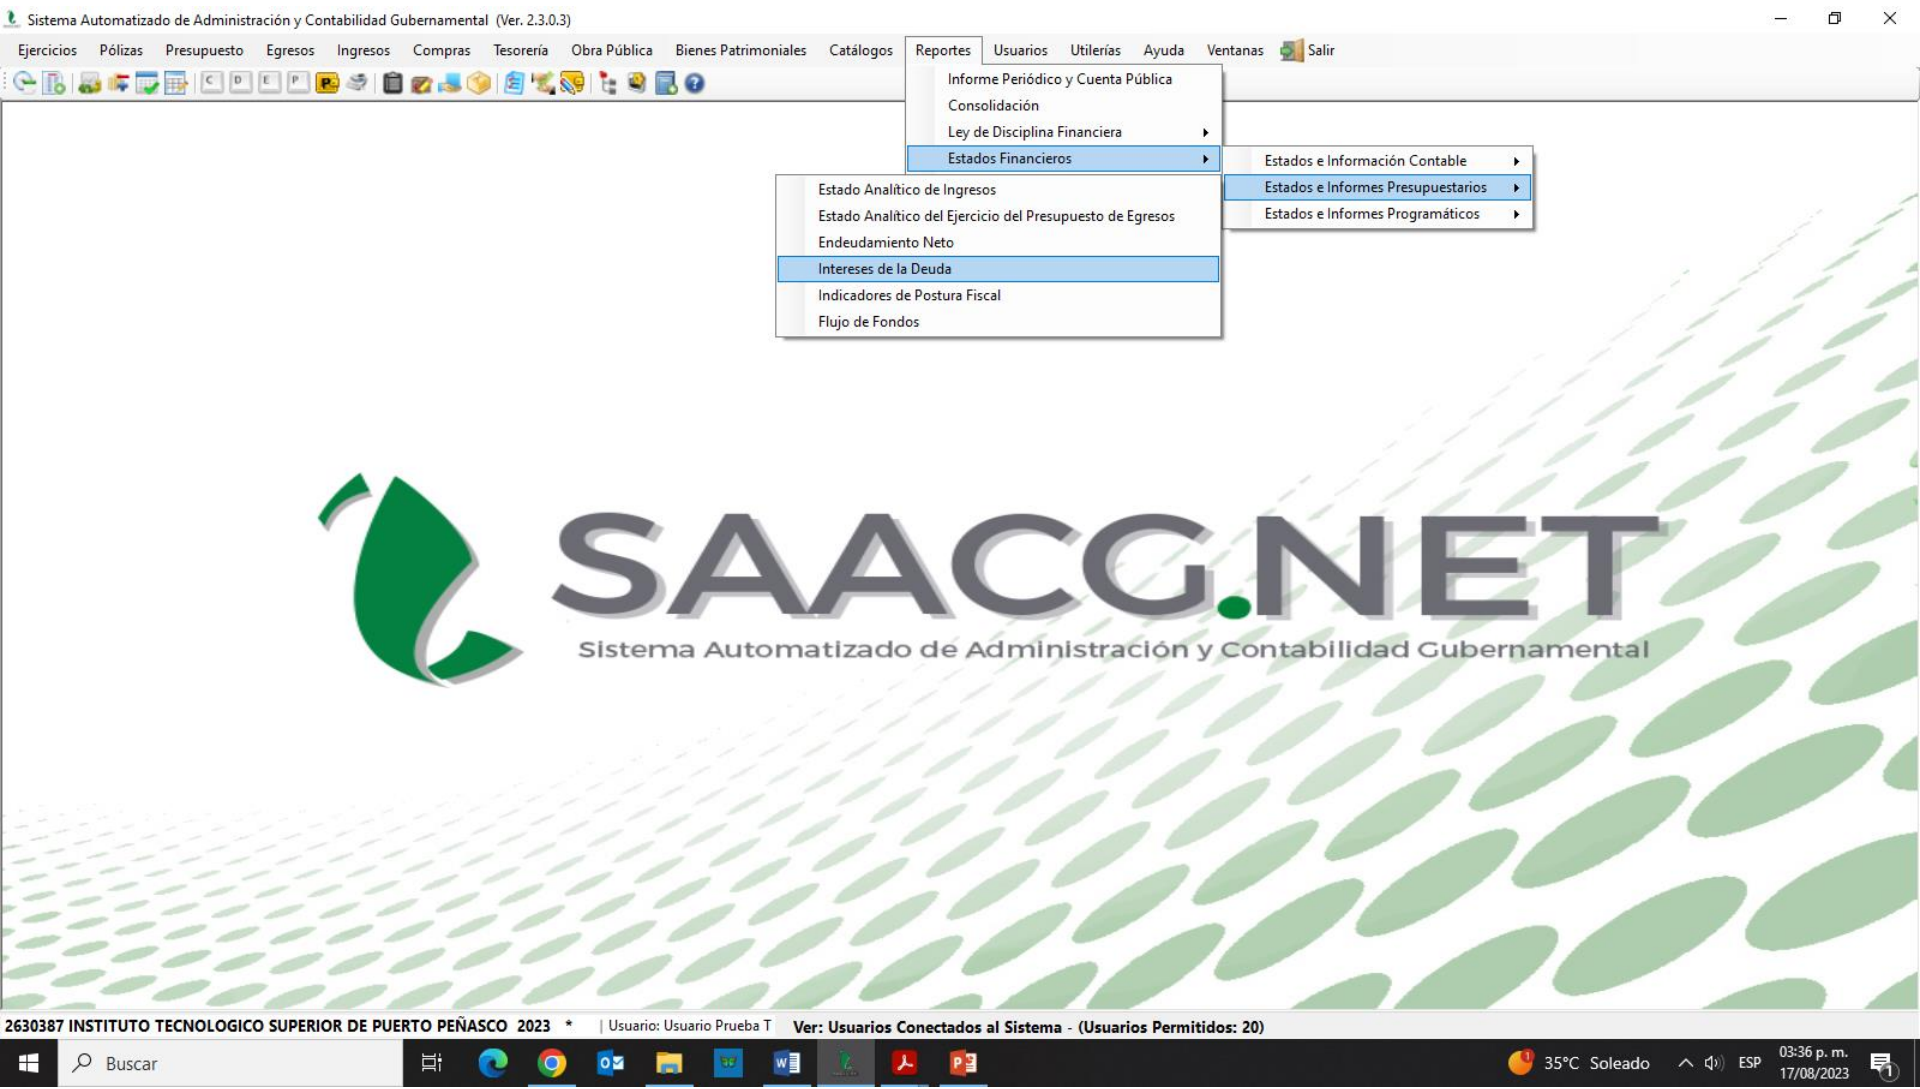 Sistema Automatizado de Administración y Contabilidad Gubernamental (Ver. 2.3.0.3)
Ejercicios Pólizas Presupuesto Egresos Ingresos Compras Tesorería Obra Pública Bienes Patrimoniales Catálogos Reportes Usuarios Utilerías Ayuda Ventanas Salir
C D E P
Informe Periódico y Cuenta Pública
Consolidación
Ley de Disciplina Financiera
Estados Financieros
Estados e Información Contable
Estados e Informes Presupuestarios
Estados e Informes Programáticos
Estado Analítico de Ingresos
Estado Analítico del Ejercicio del Presupuesto de Egresos
Endeudamiento Neto
Intereses de la Deuda
Indicadores de Postura Fiscal
Flujo de Fondos
SAACG.NET
Sistema Automatizado de Administración y Contabilidad Gubernamental
2630387 INSTITUTO TECNOLOGICO SUPERIOR DE PUERTO PEÑASCO 2023 * | Usuario: Usuario Prueba T Ver: Usuarios Conectados al Sistema - (Usuarios Permitidos: 20)
Buscar
35°C Soleado
ESP
03:36 p. m.
17/08/2023
1